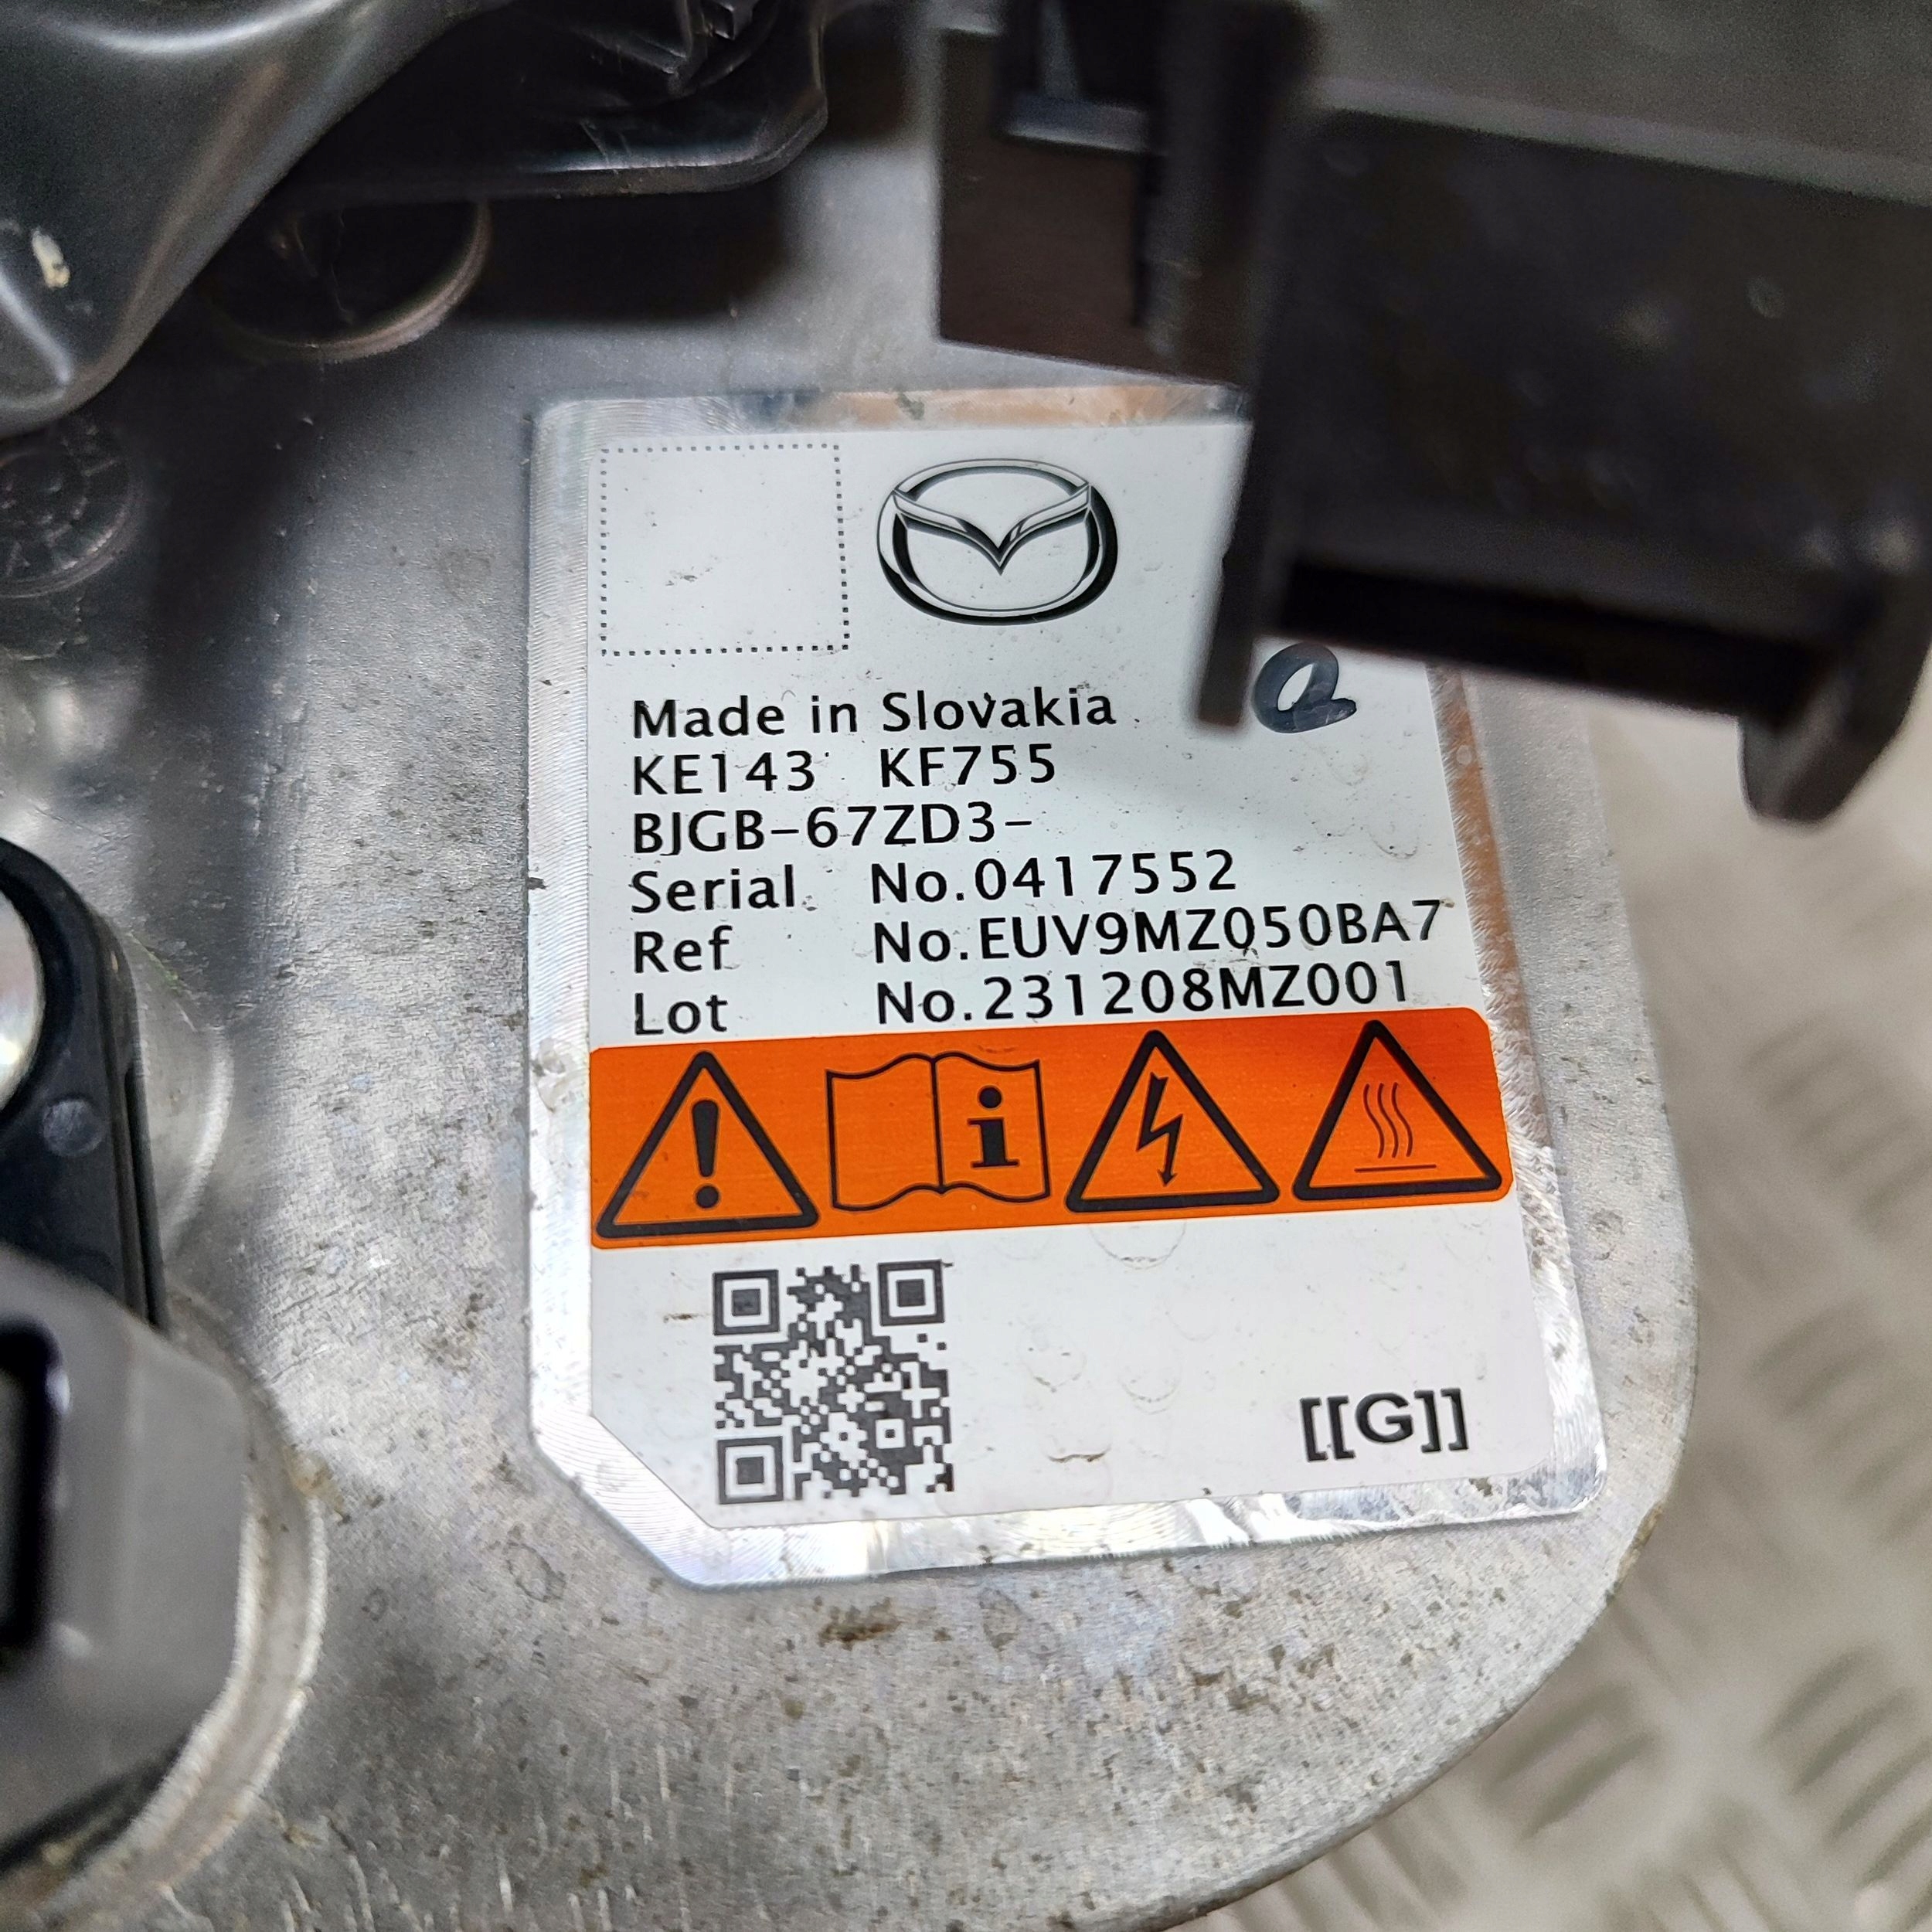 Made in Slovakia
KE143 KF755
BJGB-67ZD3-
Serial No.0417552
Ref No.EUV9MZ050BA7
Lot No.231208MZ001
[[G]]